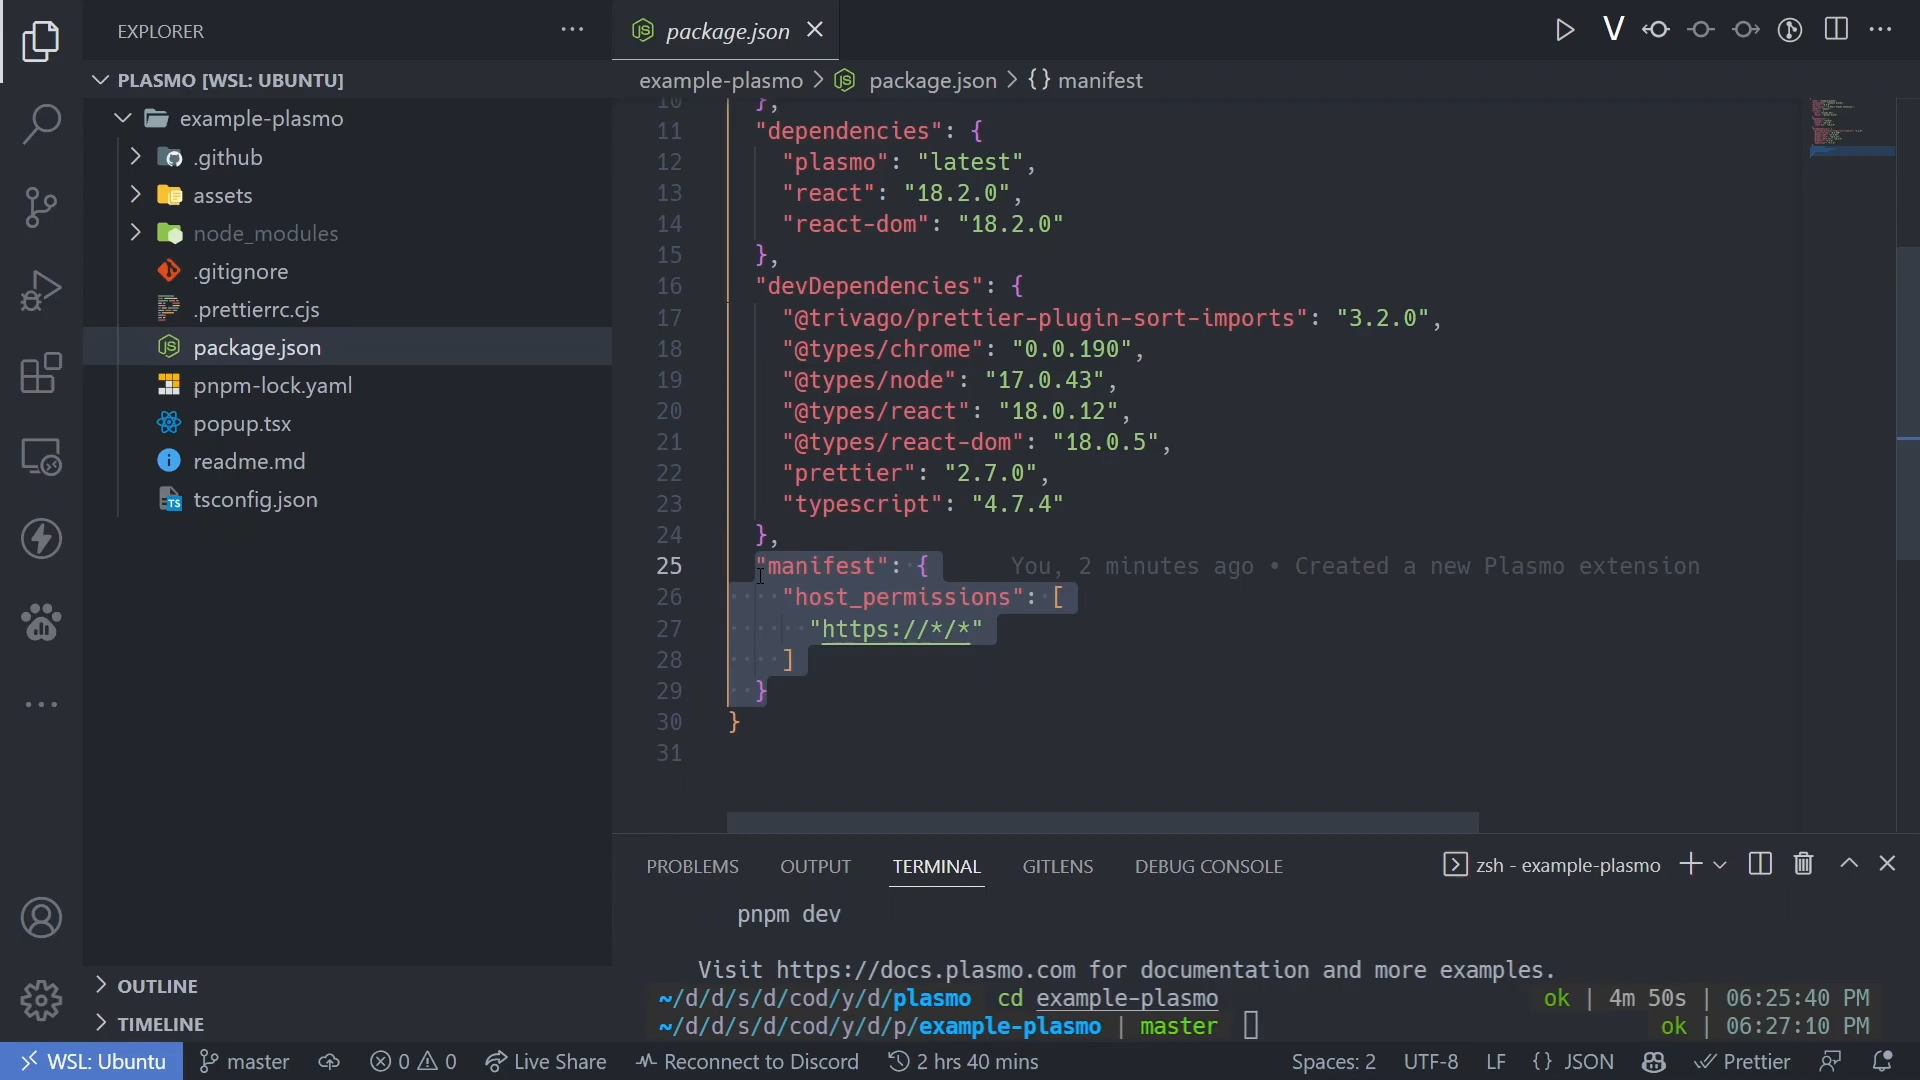 EXPLORER
PLASMO [WSL: UBUNTU]
example-plasmo
.github
assets
node_modules
.gitignore
.prettierrc.cjs
package.json
pnpm-lock.yaml
popup.tsx
readme.md
tsconfig.json
OUTLINE
TIMELINE
package.json
example-plasmo > package.json > {} manifest
10 },
11 "dependencies": {
12 "plasmo": "latest",
13 "react": "18.2.0",
14 "react-dom": "18.2.0"
15 },
16 "devDependencies": {
17 "@trivago/prettier-plugin-sort-imports": "3.2.0",
18 "@types/chrome": "0.0.190",
19 "@types/node": "17.0.43",
20 "@types/react": "18.0.12",
21 "@types/react-dom": "18.0.5",
22 "prettier": "2.7.0",
23 "typescript": "4.7.4"
24 },
25 "manifest": { You, 2 minutes ago • Created a new Plasmo extension
26 "host_permissions": [
27 "https://*/*"
28 ]
29 }
30 }
31
PROBLEMS OUTPUT TERMINAL GITLENS DEBUG CONSOLE zsh - example-plasmo
pnpm dev
Visit https://docs.plasmo.com for documentation and more examples.
~/d/d/s/d/cod/y/d/plasmo cd example-plasmo ok | 4m 50s | 06:25:40 PM
~/d/d/s/d/cod/y/d/p/example-plasmo | master ok | 06:27:10 PM
WSL: Ubuntu master 0 0 Live Share Reconnect to Discord 2 hrs 40 mins Spaces: 2 UTF-8 LF {} JSON Prettier